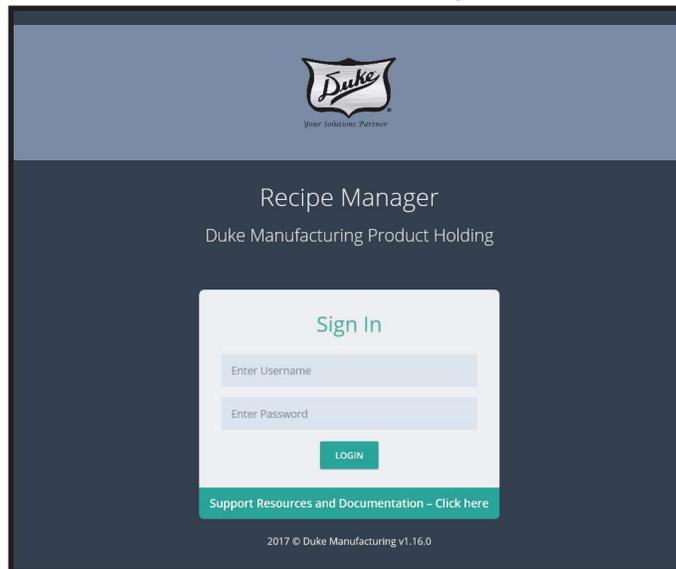 Duke
®
Your Solutions Partner
Recipe Manager
Duke Manufacturing Product Holding
Sign In
Enter Username
Enter Password
LOGIN
Support Resources and Documentation – Click here
2017 © Duke Manufacturing v1.16.0